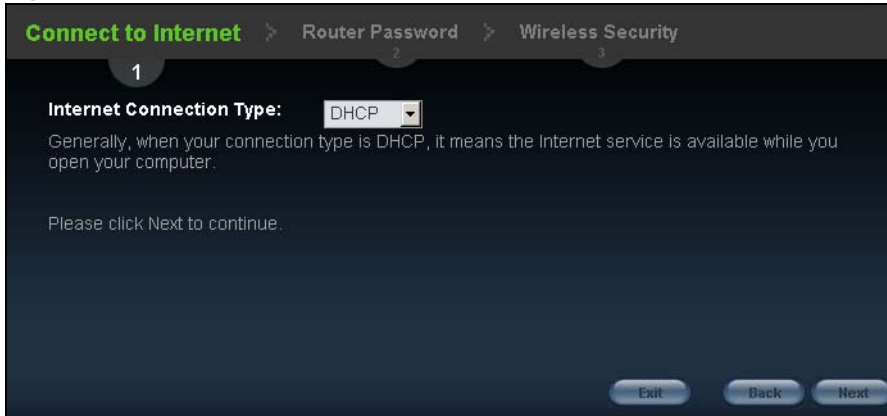 Connect to Internet > Router Password > Wireless Security
1 2 3
Internet Connection Type: DHCP
Generally, when your connection type is DHCP, it means the Internet service is available while you
open your computer.
Please click Next to continue.
Exit Back Next